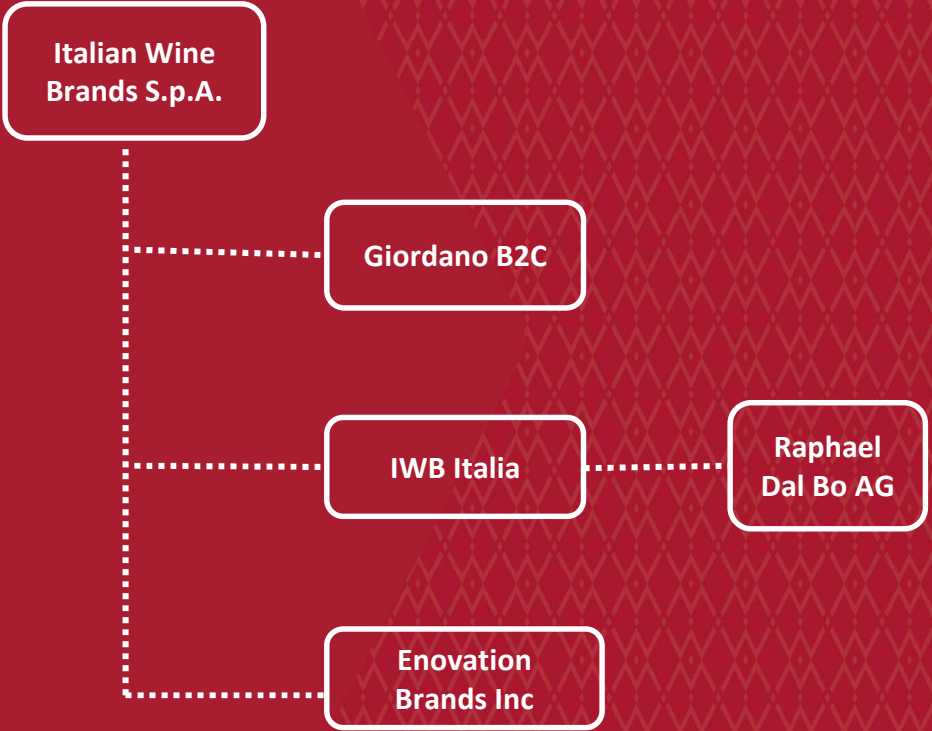 Italian Wine
Brands S.p.A.
Giordano B2C
IWB Italia
Raphael
Dal Bo AG
Enovation
Brands Inc